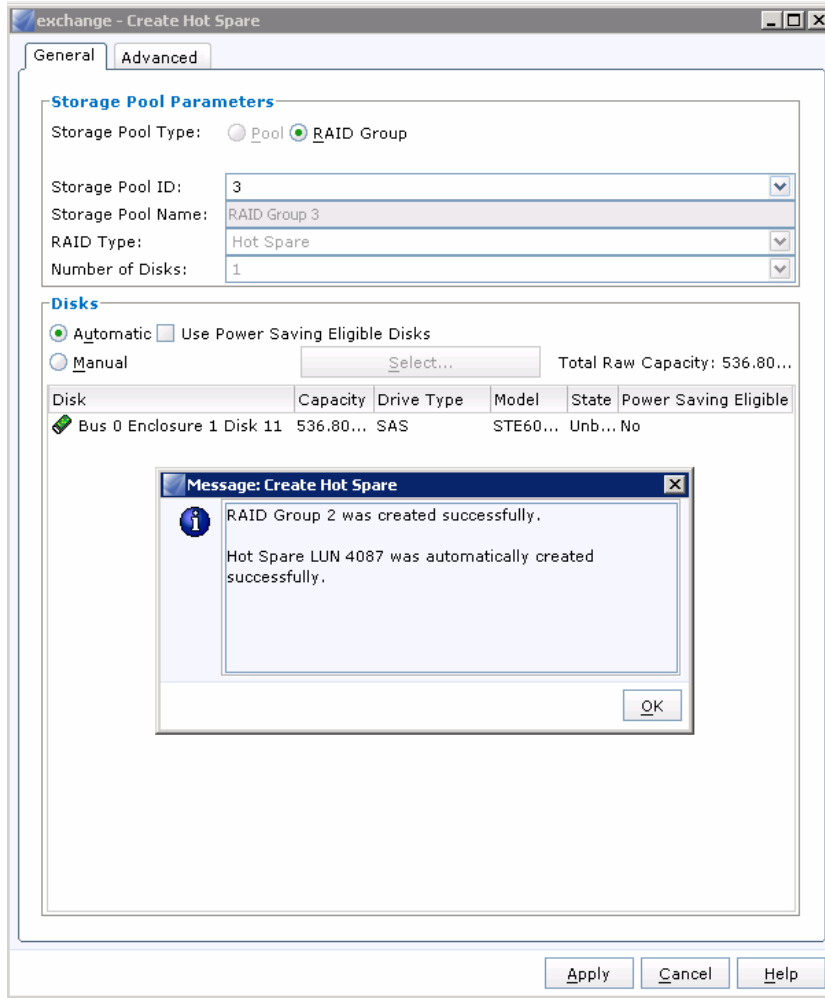 exchange - Create Hot Spare
General Advanced
Storage Pool Parameters
Storage Pool Type: Pool RAID Group
Storage Pool ID: 3
Storage Pool Name: RAID Group 3
RAID Type: Hot Spare
Number of Disks: 1
Disks
Automatic Use Power Saving Eligible Disks
Manual Select... Total Raw Capacity: 536.80...
Disk Capacity Drive Type Model State Power Saving Eligible
Bus 0 Enclosure 1 Disk 11 536.80... SAS STE60... Unb... No
Message: Create Hot Spare
RAID Group 2 was created successfully.
Hot Spare LUN 4087 was automatically created
successfully.
OK
Apply Cancel Help